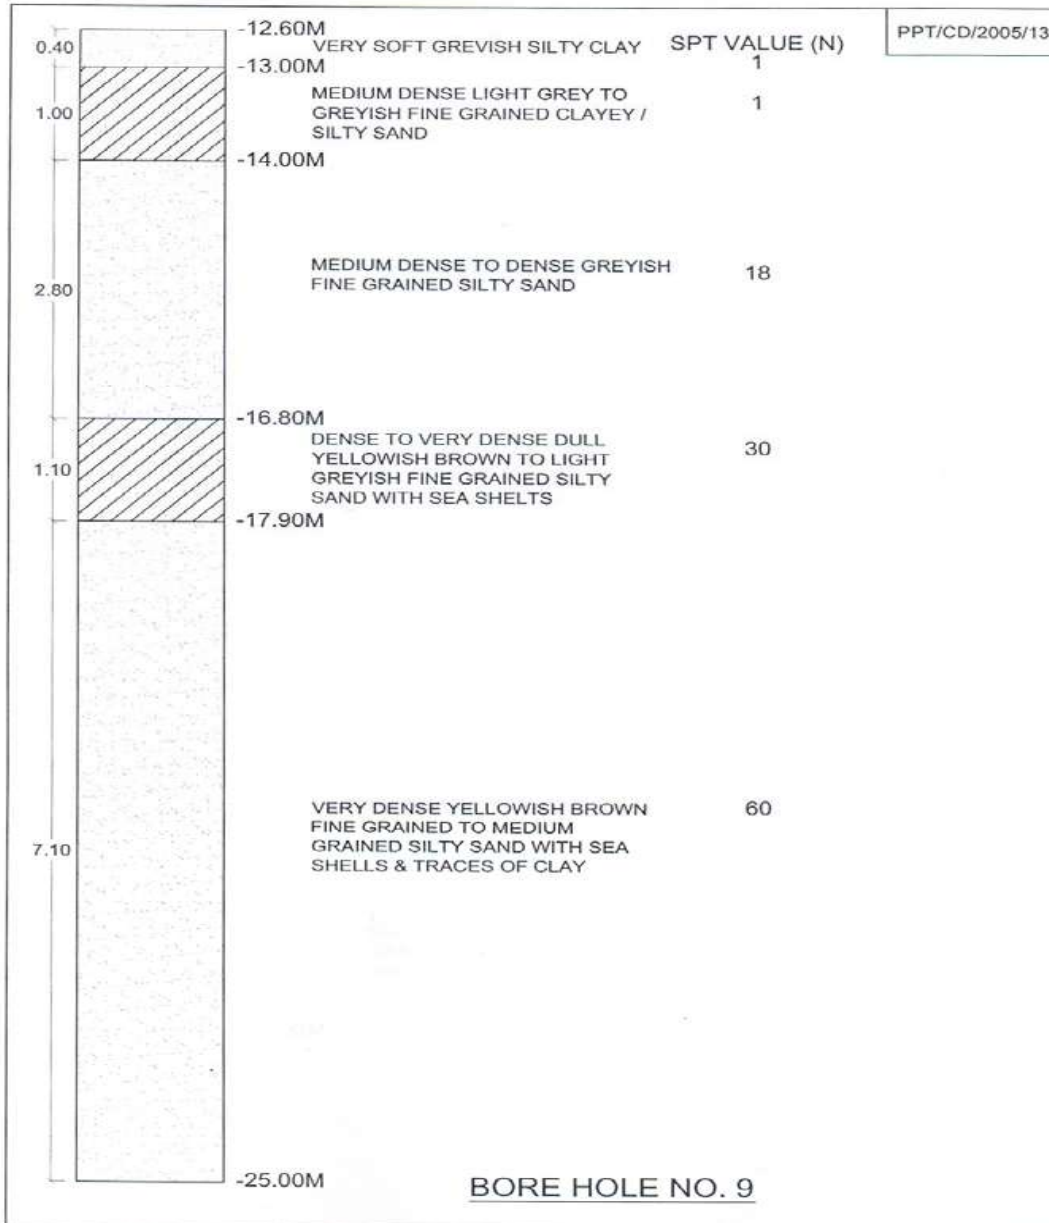 PPT/CD/2005/13
-12.60M
0.40
VERY SOFT GREVISH SILTY CLAY
SPT VALUE (N)
1
-13.00M
1.00
MEDIUM DENSE LIGHT GREY TO
GREYISH FINE GRAINED CLAYEY /
SILTY SAND
1
-14.00M
2.80
MEDIUM DENSE TO DENSE GREYISH
FINE GRAINED SILTY SAND
18
-16.80M
1.10
DENSE TO VERY DENSE DULL
YELLOWISH BROWN TO LIGHT
GREYISH FINE GRAINED SILTY
SAND WITH SEA SHELTS
30
-17.90M
7.10
VERY DENSE YELLOWISH BROWN
FINE GRAINED TO MEDIUM
GRAINED SILTY SAND WITH SEA
SHELLS & TRACES OF CLAY
60
-25.00M
BORE HOLE NO. 9